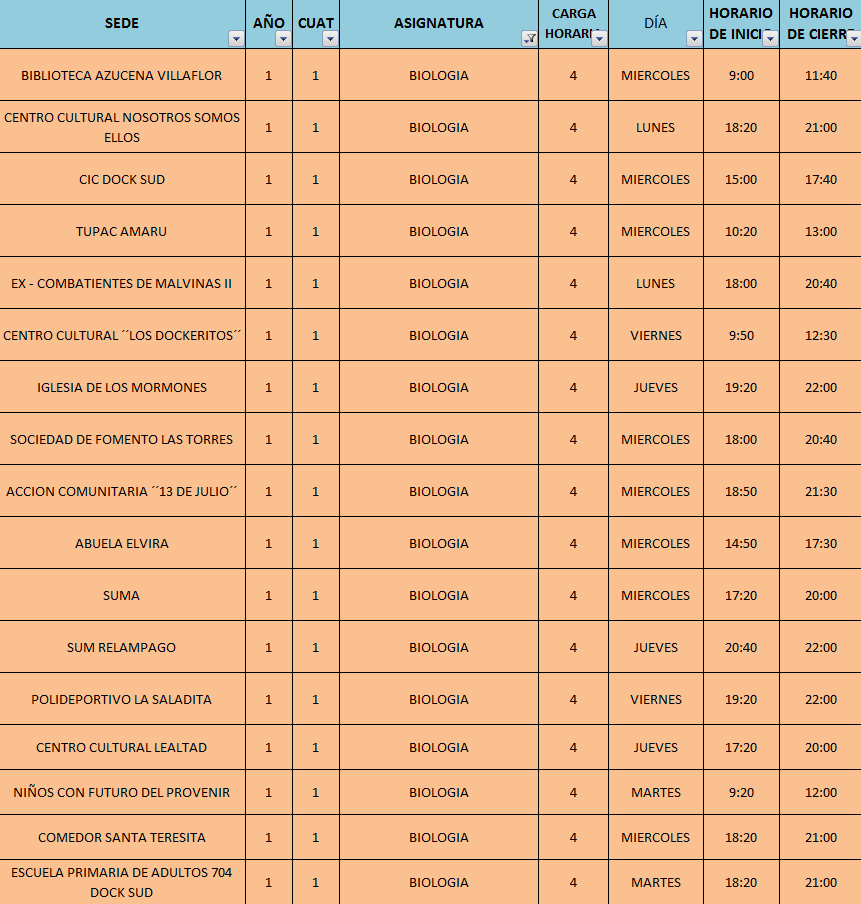 SEDE AÑO CUAT ASIGNATURA CARGA HORARIA DÍA HORARIO DE INICIO HORARIO DE CIERRE
BIBLIOTECA AZUCENA VILLAFLOR 1 1 BIOLOGIA 4 MIERCOLES 9:00 11:40
CENTRO CULTURAL NOSOTROS SOMOS ELLOS 1 1 BIOLOGIA 4 LUNES 18:20 21:00
CIC DOCK SUD 1 1 BIOLOGIA 4 MIERCOLES 15:00 17:40
TUPAC AMARU 1 1 BIOLOGIA 4 MIERCOLES 10:20 13:00
EX - COMBATIENTES DE MALVINAS II 1 1 BIOLOGIA 4 LUNES 18:00 20:40
CENTRO CULTURAL ´´LOS DOCKERITOS´´ 1 1 BIOLOGIA 4 VIERNES 9:50 12:30
IGLESIA DE LOS MORMONES 1 1 BIOLOGIA 4 JUEVES 19:20 22:00
SOCIEDAD DE FOMENTO LAS TORRES 1 1 BIOLOGIA 4 MIERCOLES 18:00 20:40
ACCION COMUNITARIA ´´13 DE JULIO´´ 1 1 BIOLOGIA 4 MIERCOLES 18:50 21:30
ABUELA ELVIRA 1 1 BIOLOGIA 4 MIERCOLES 14:50 17:30
SUMA 1 1 BIOLOGIA 4 MIERCOLES 17:20 20:00
SUM RELAMPAGO 1 1 BIOLOGIA 4 JUEVES 20:40 22:00
POLIDEPORTIVO LA SALADITA 1 1 BIOLOGIA 4 VIERNES 19:20 22:00
CENTRO CULTURAL LEALTAD 1 1 BIOLOGIA 4 JUEVES 17:20 20:00
NIÑOS CON FUTURO DEL PROVENIR 1 1 BIOLOGIA 4 MARTES 9:20 12:00
COMEDOR SANTA TERESITA 1 1 BIOLOGIA 4 MIERCOLES 18:20 21:00
ESCUELA PRIMARIA DE ADULTOS 704 DOCK SUD 1 1 BIOLOGIA 4 MARTES 18:20 21:00